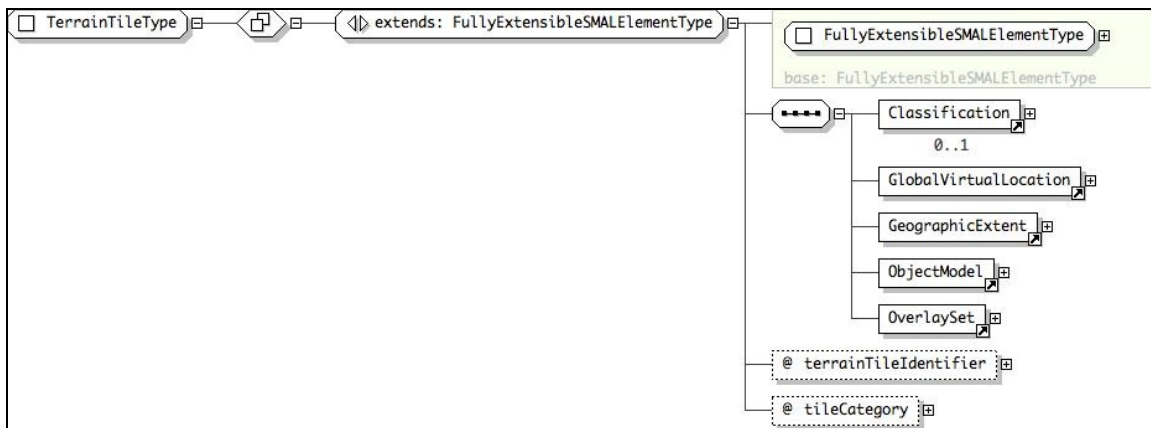 TerrainTileType
extends: FullyExtensibleSMALElementType
FullyExtensibleSMALElementType
base: FullyExtensibleSMALElementType
Classification
0..1
GlobalVirtualLocation
GeographicExtent
ObjectModel
OverlaySet
@ terrainTileIdentifier
@ tileCategory